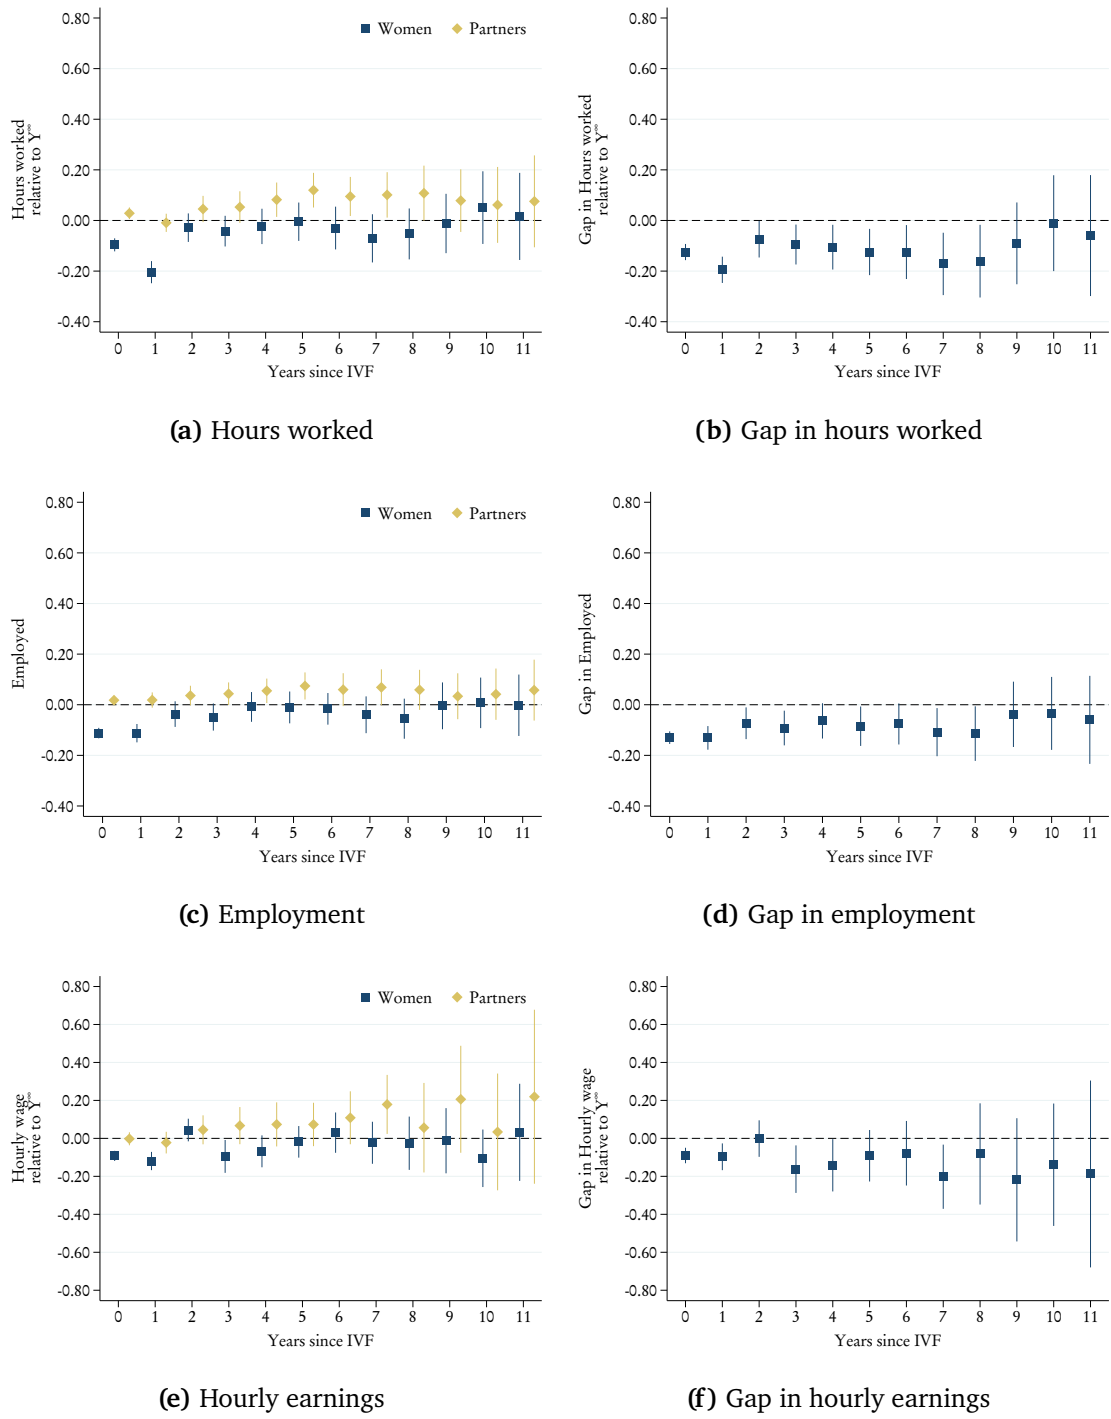 Women Partners
0.80
0.60
0.40
0.20
0.00
-0.20
-0.40
Hours worked
relative to Y∞
0 1 2 3 4 5 6 7 8 9 10 11
Years since IVF
(a) Hours worked
0.80
0.60
0.40
0.20
0.00
-0.20
-0.40
Gap in Hours worked
relative to Y∞
0 1 2 3 4 5 6 7 8 9 10 11
Years since IVF
(b) Gap in hours worked
Women Partners
0.80
0.60
0.40
0.20
0.00
-0.20
-0.40
Employed
0 1 2 3 4 5 6 7 8 9 10 11
Years since IVF
(c) Employment
0.80
0.60
0.40
0.20
0.00
-0.20
-0.40
Gap in Employed
0 1 2 3 4 5 6 7 8 9 10 11
Years since IVF
(d) Gap in employment
Women Partners
0.80
0.60
0.40
0.20
0.00
-0.20
-0.40
-0.60
-0.80
Hourly wage
relative to Y∞
0 1 2 3 4 5 6 7 8 9 10 11
Years since IVF
(e) Hourly earnings
0.80
0.60
0.40
0.20
0.00
-0.20
-0.40
-0.60
-0.80
Gap in Hourly wage
relative to Y∞
0 1 2 3 4 5 6 7 8 9 10 11
Years since IVF
(f) Gap in hourly earnings